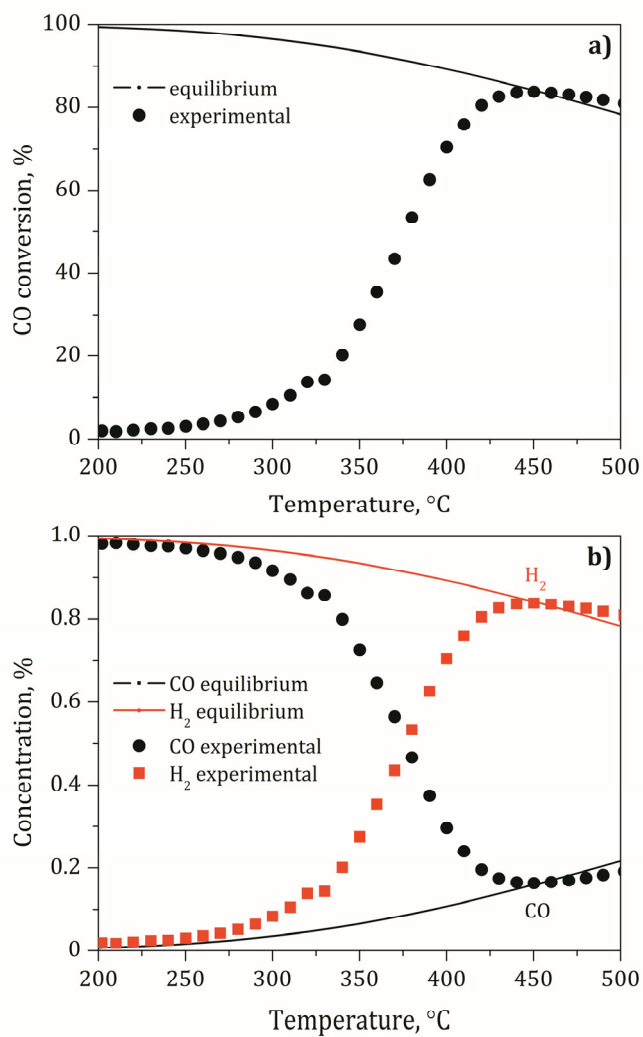 a)
equilibrium
experimental
100
80
60
40
20
0
CO conversion, %
200 250 300 350 400 450 500
Temperature, °C
b)
H₂
CO equilibrium
H₂ equilibrium
CO experimental
H₂ experimental
CO
1.0
0.8
0.6
0.4
0.2
0
Concentration, %
200 250 300 350 400 450 500
Temperature, °C